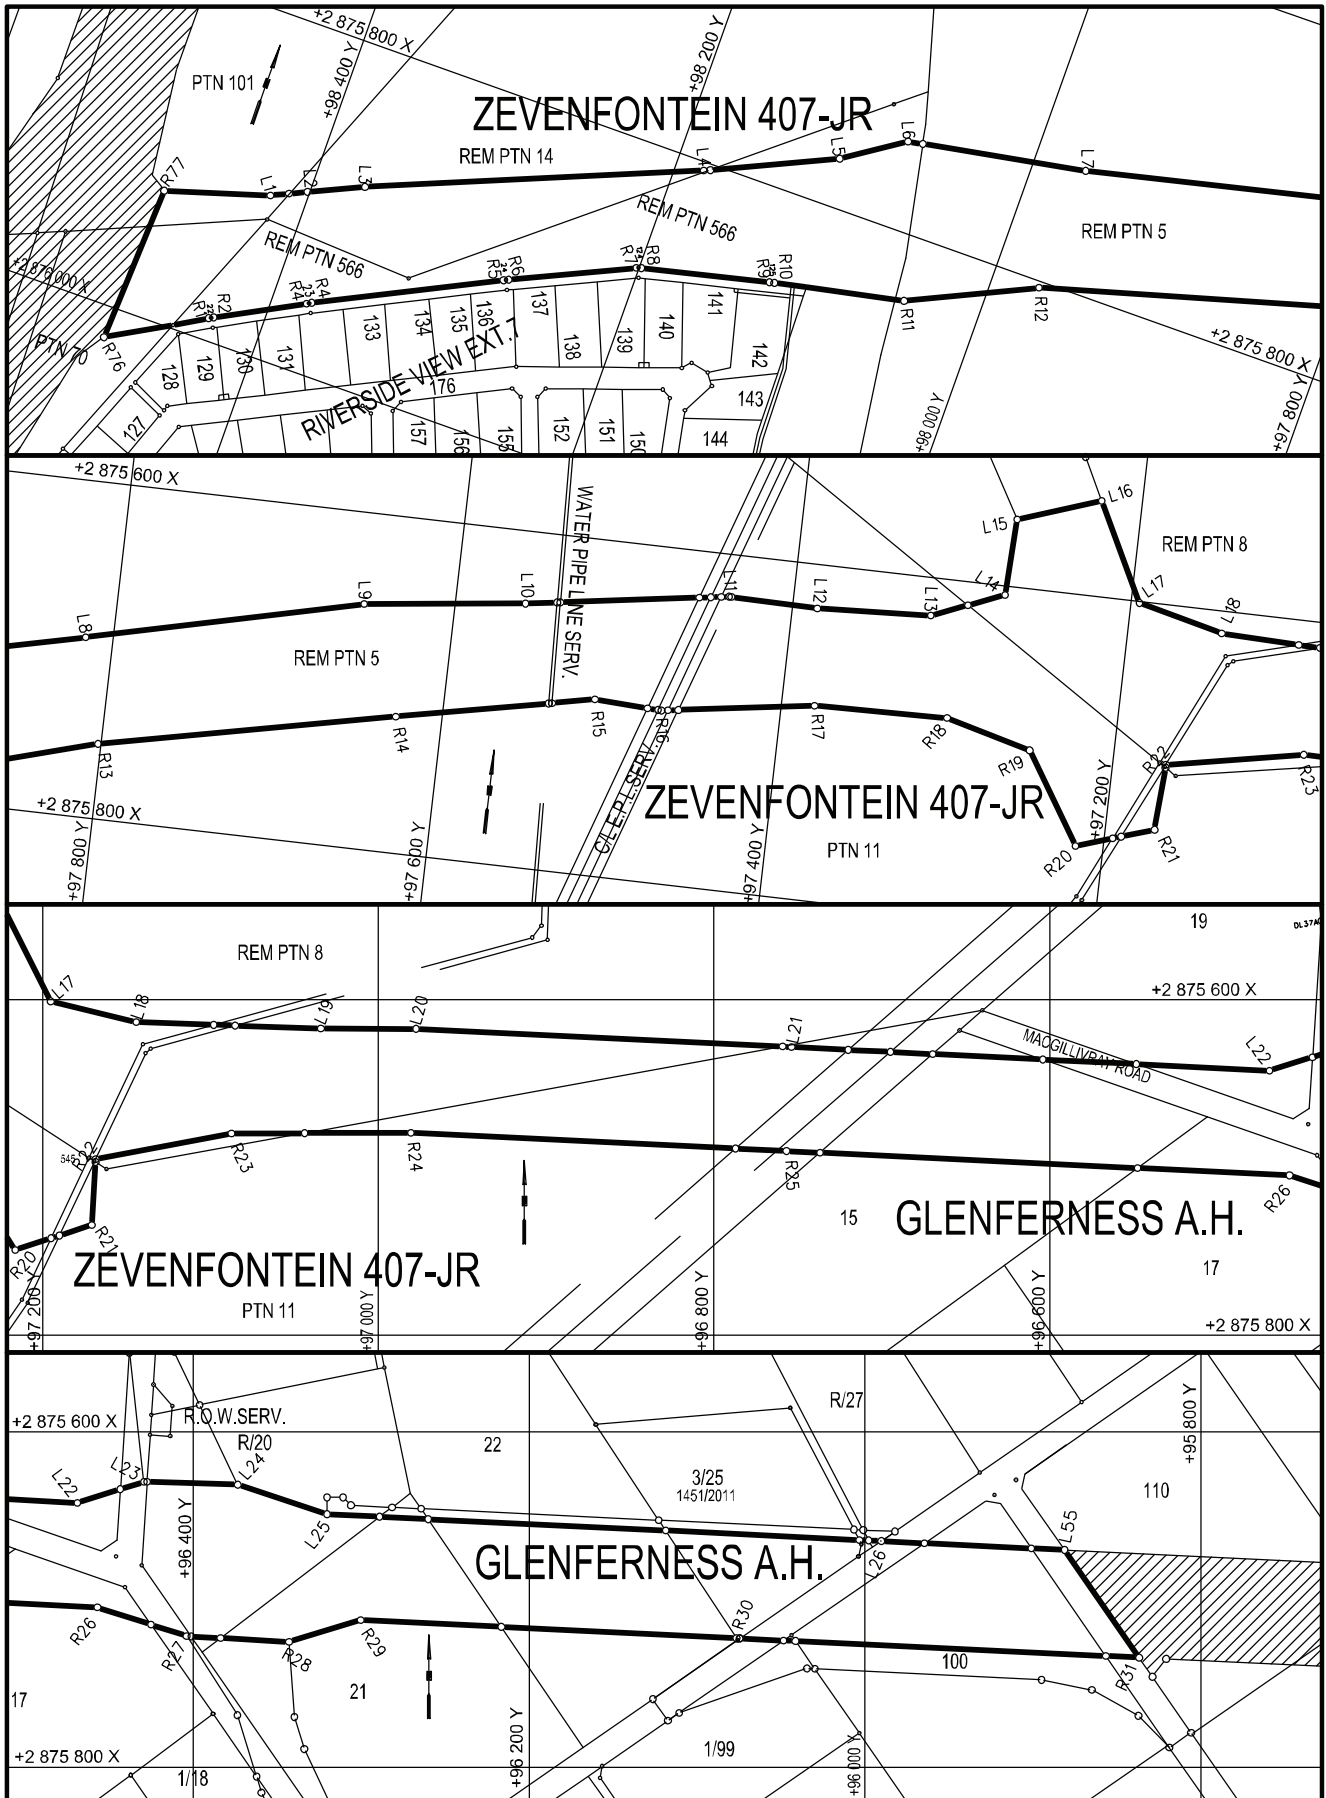 +2 875 800 X
+98 400 Y
+98 200 Y
PTN 101
ZEVENFONTEIN 407-JR
REM PTN 14
R77
L1
L2
L3
L4
L5
L6
L7
REM PTN 566
REM PTN 566
REM PTN 5
+2 876 000 X
PTN 70
R76
R2
R4
R4
R5
R6
R7
R8
R9
R10
R11
R12
+2 875 800 X
127
128
129
130
131
133
134
135
136
137
138
139
140
141
142
143
144
RIVERSIDE VIEW EXT.7
176
157
156
155
152
151
150
+98 000 Y
+97 800 Y
+2 875 600 X
WATER PIPE LINE SERV.
L8
L9
L10
L11
L12
L13
L14
L15
L16
L17
L18
REM PTN 8
REM PTN 5
R13
R14
R15
R16
R17
R18
R19
R20
R21
R22
R23
C/L E.P.L.SERV.
ZEVENFONTEIN 407-JR
PTN 11
+2 875 800 X
+97 800 Y
+97 600 Y
+97 400 Y
+97 200 Y
REM PTN 8
19
+2 875 600 X
L17
L18
L19
L20
L21
L22
MACGILLIVRAY ROAD
R22
R23
R24
R25
R26
R20
R21
15
GLENFERNESS A.H.
17
ZEVENFONTEIN 407-JR
PTN 11
+97 200 Y
+97 000 Y
+96 800 Y
+96 600 Y
+2 875 800 X
+2 875 600 X
R.O.W.SERV.
R/20
22
R/27
3/25
1451/2011
110
+95 800 Y
L22
L23
L24
L25
L26
L55
+96 400 Y
GLENFERNESS A.H.
R26
R27
R28
R29
R30
R31
17
21
100
1/99
1/18
+2 875 800 X
+96 200 Y
+96 000 Y